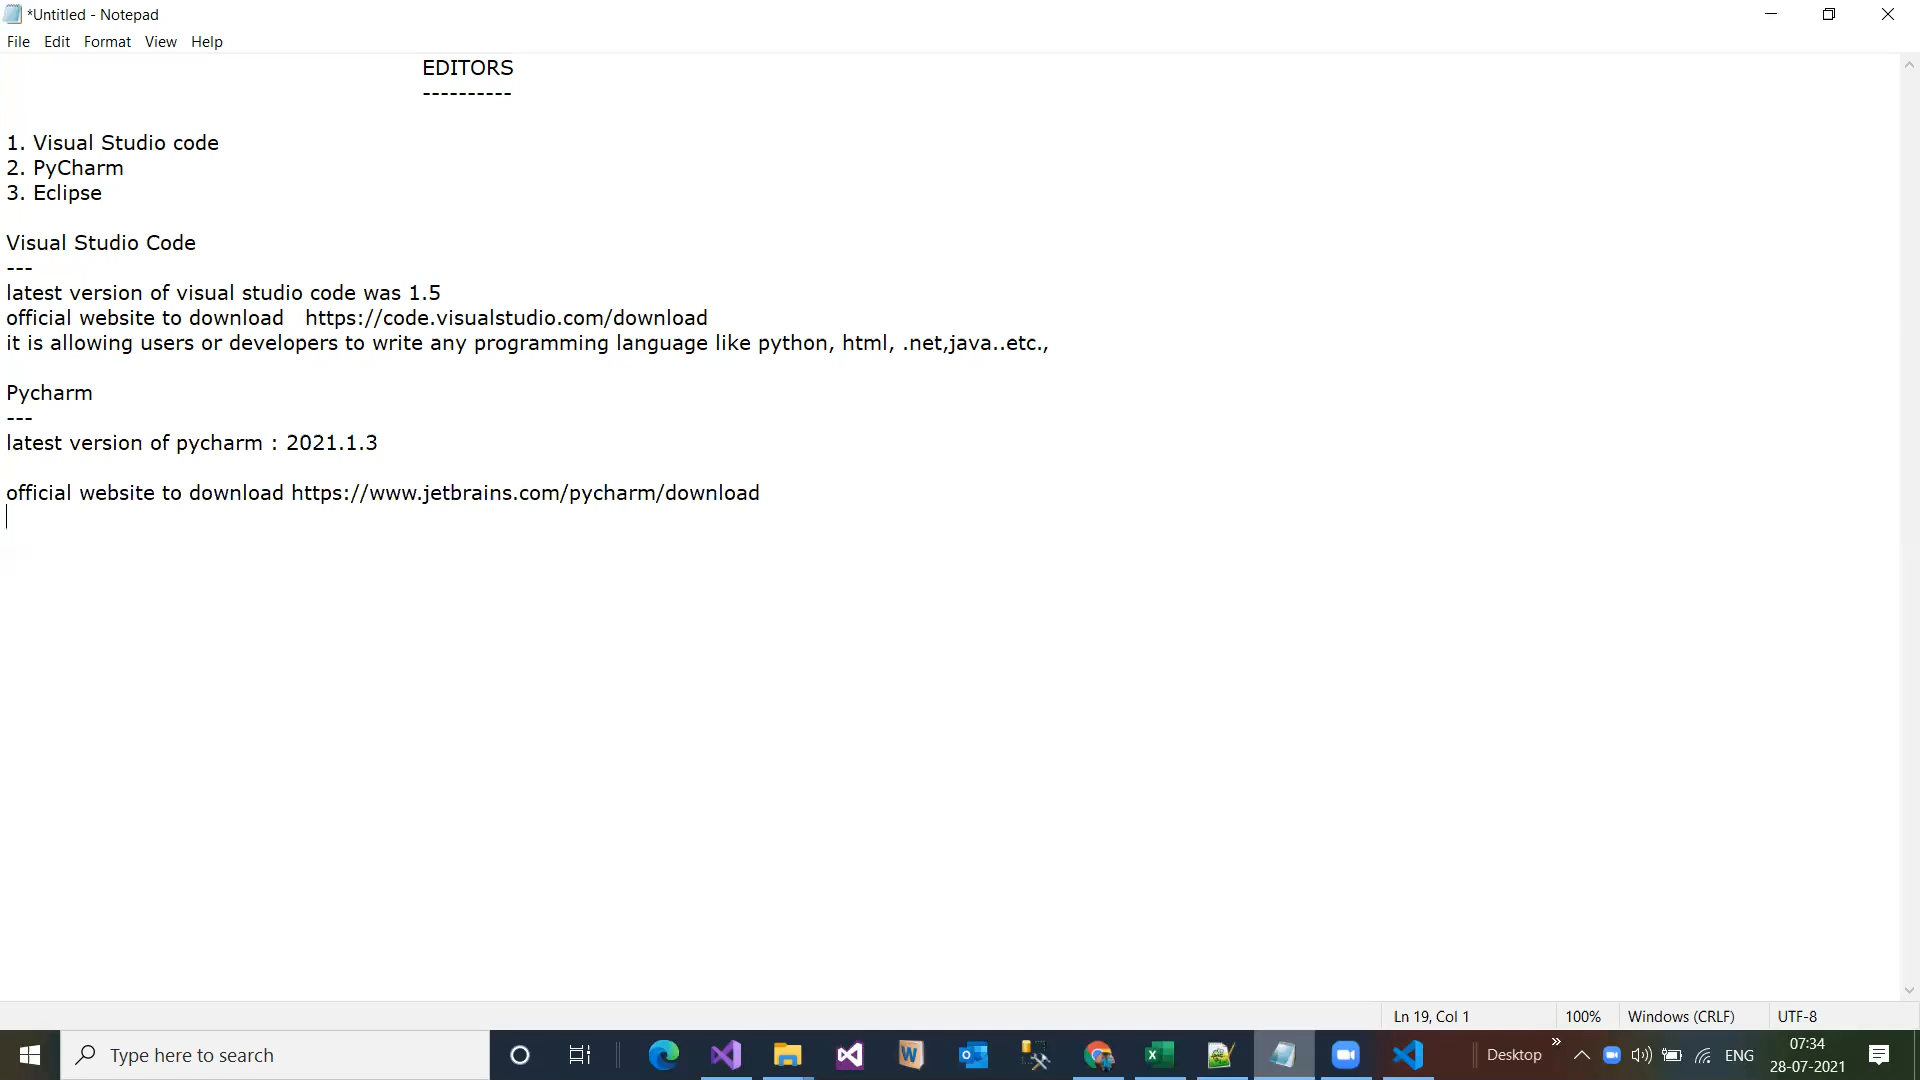 *Untitled - Notepad
File Edit Format View Help
EDITORS
----------
1. Visual Studio code
2. PyCharm
3. Eclipse
Visual Studio Code
---
latest version of visual studio code was 1.5
official website to download   https://code.visualstudio.com/download
it is allowing users or developers to write any programming language like python, html, .net,java..etc.,
Pycharm
---
latest version of pycharm : 2021.1.3
official website to download https://www.jetbrains.com/pycharm/download
Ln 19, Col 1 100% Windows (CRLF) UTF-8
Type here to search Desktop ENG 07:34
28-07-2021